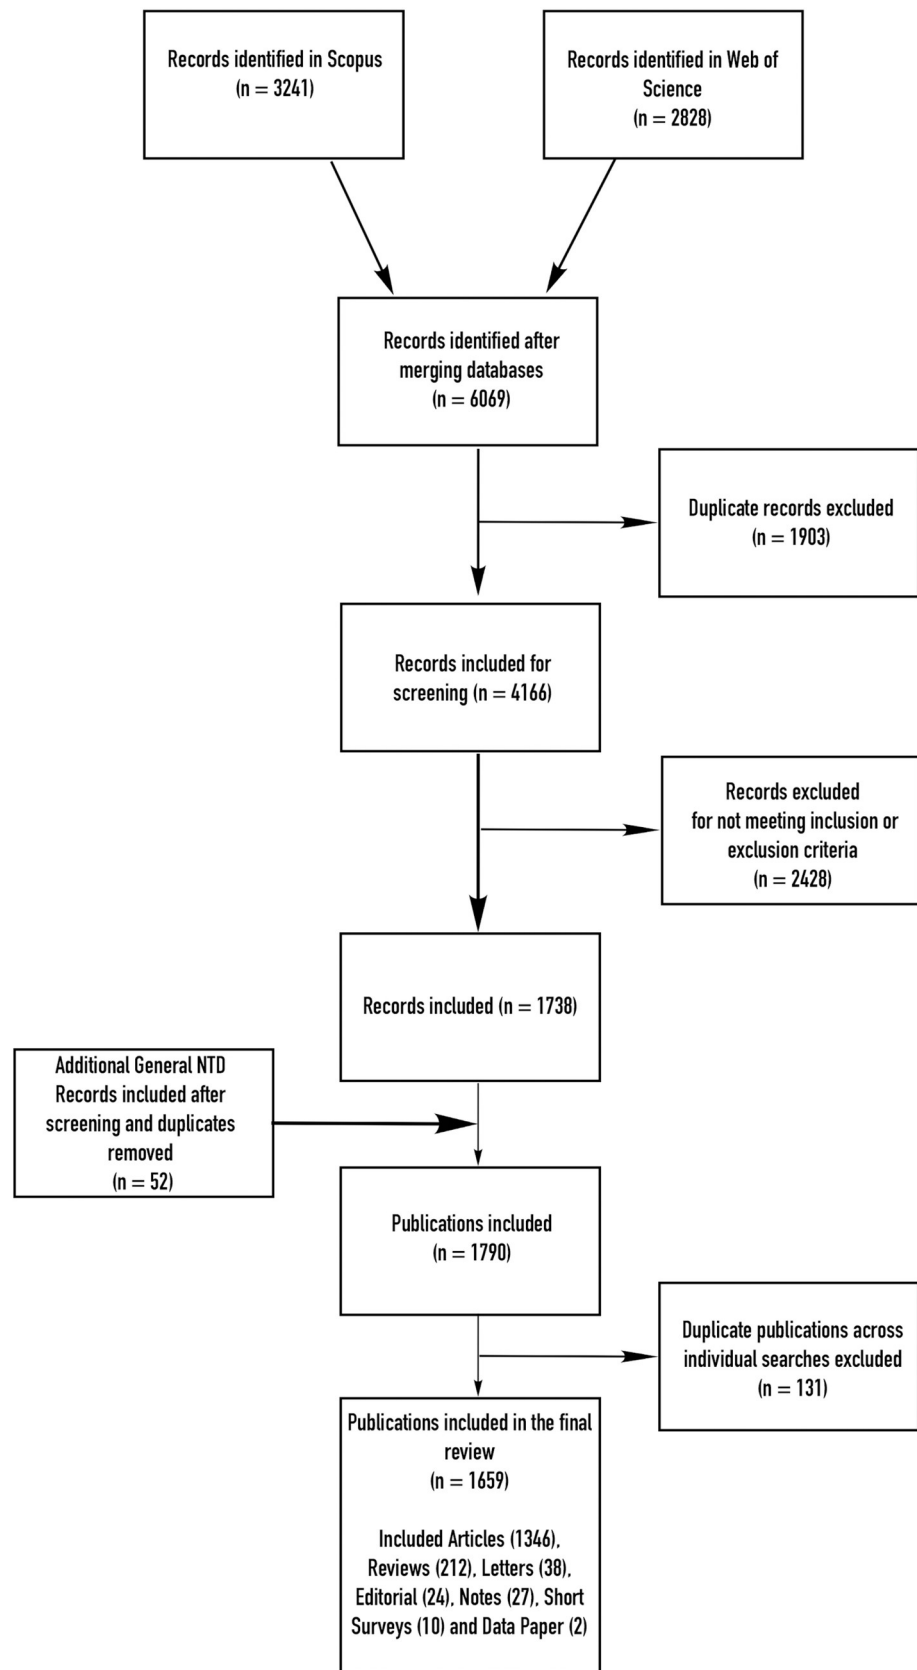 Records identified in Scopus
(n = 3241)
Records identified in Web of
Science
(n = 2828)
Records identified after
merging databases
(n = 6069)
Duplicate records excluded
(n = 1903)
Records included for
screening (n = 4166)
Records excluded
for not meeting inclusion or
exclusion criteria
(n = 2428)
Records included (n = 1738)
Additional General NTD
Records included after
screening and duplicates
removed
(n = 52)
Publications included
(n = 1790)
Duplicate publications across
individual searches excluded
(n = 131)
Publications included in the final
review
(n = 1659)
Included Articles (1346),
Reviews (212), Letters (38),
Editorial (24), Notes (27), Short
Surveys (10) and Data Paper (2)